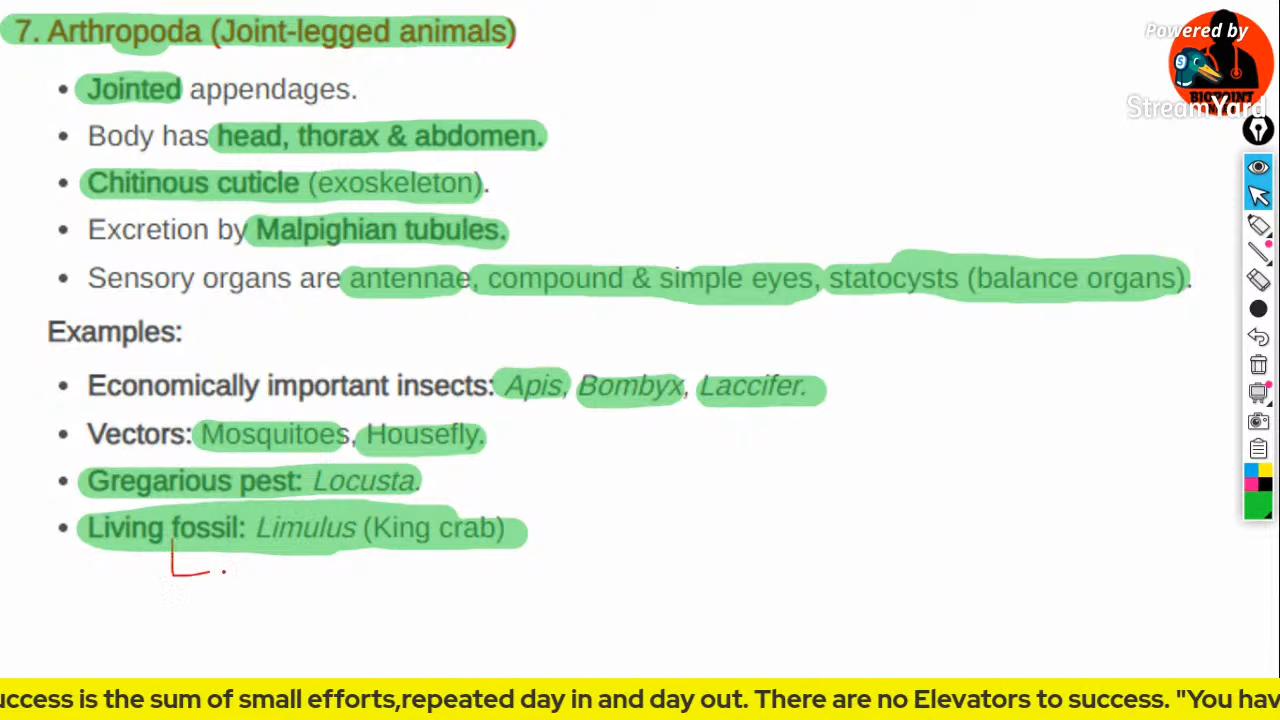 7. Arthropoda (Joint-legged animals)
Powered by
BIOPOINT
StreamYard
• Jointed appendages.
• Body has head, thorax & abdomen.
• Chitinous cuticle (exoskeleton).
• Excretion by Malpighian tubules.
• Sensory organs are antennae, compound & simple eyes, statocysts (balance organs).
Examples:
• Economically important insects: Apis, Bombyx, Laccifer.
• Vectors: Mosquitoes, Housefly.
• Gregarious pest: Locusta.
• Living fossil: Limulus (King crab)
uccess is the sum of small efforts,repeated day in and day out. There are no Elevators to success. "You hav